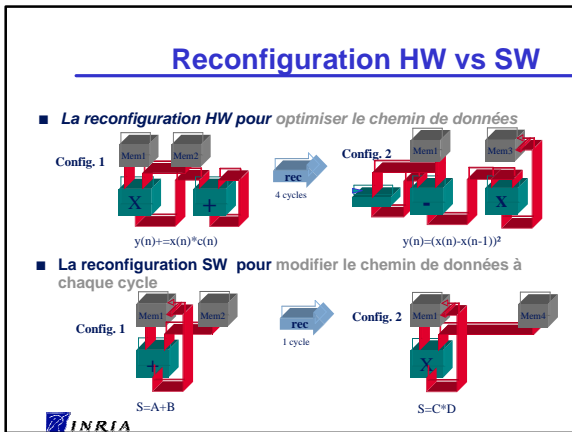 Reconfiguration HW vs SW
■ La reconfiguration HW pour optimiser le chemin de données
Config. 1 Mem1 Mem2 X + rec 4 cycles Config. 2 Mem1 Mem3 - X
y(n)+=x(n)*c(n) y(n)=(x(n)-x(n-1))²
■ La reconfiguration SW pour modifier le chemin de données à
chaque cycle
Config. 1 Mem1 Mem2 + rec 1 cycle Config. 2 Mem1 Mem4 X
S=A+B S=C*D
INRIA